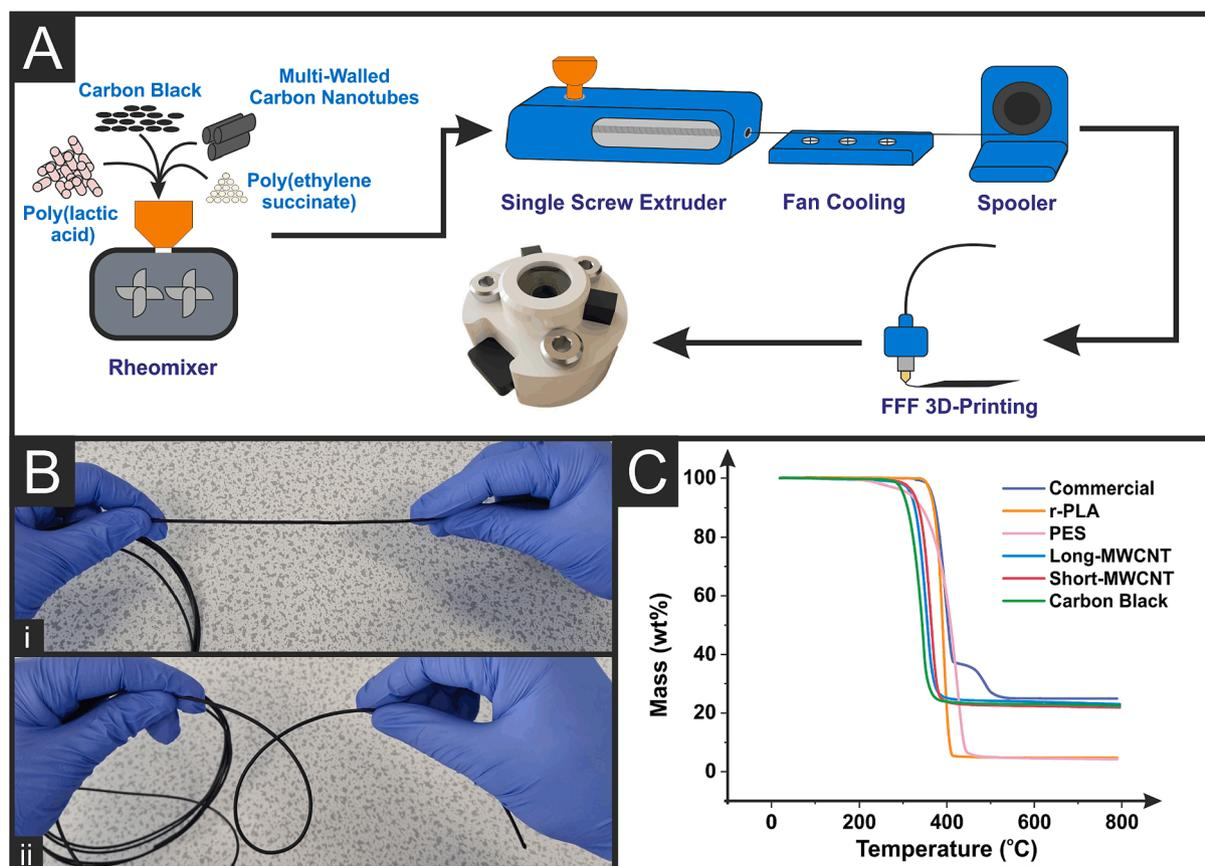 A
Carbon Black
Multi-Walled
Carbon Nanotubes
Poly(lactic
acid)
Poly(ethylene
succinate)
Rheomixer
Single Screw Extruder
Fan Cooling
Spooler
FFF 3D-Printing
B
i
ii
C
Mass (wt%)
100
80
60
40
20
0
Commercial
r-PLA
PES
Long-MWCNT
Short-MWCNT
Carbon Black
0
200
400
600
800
Temperature (°C)